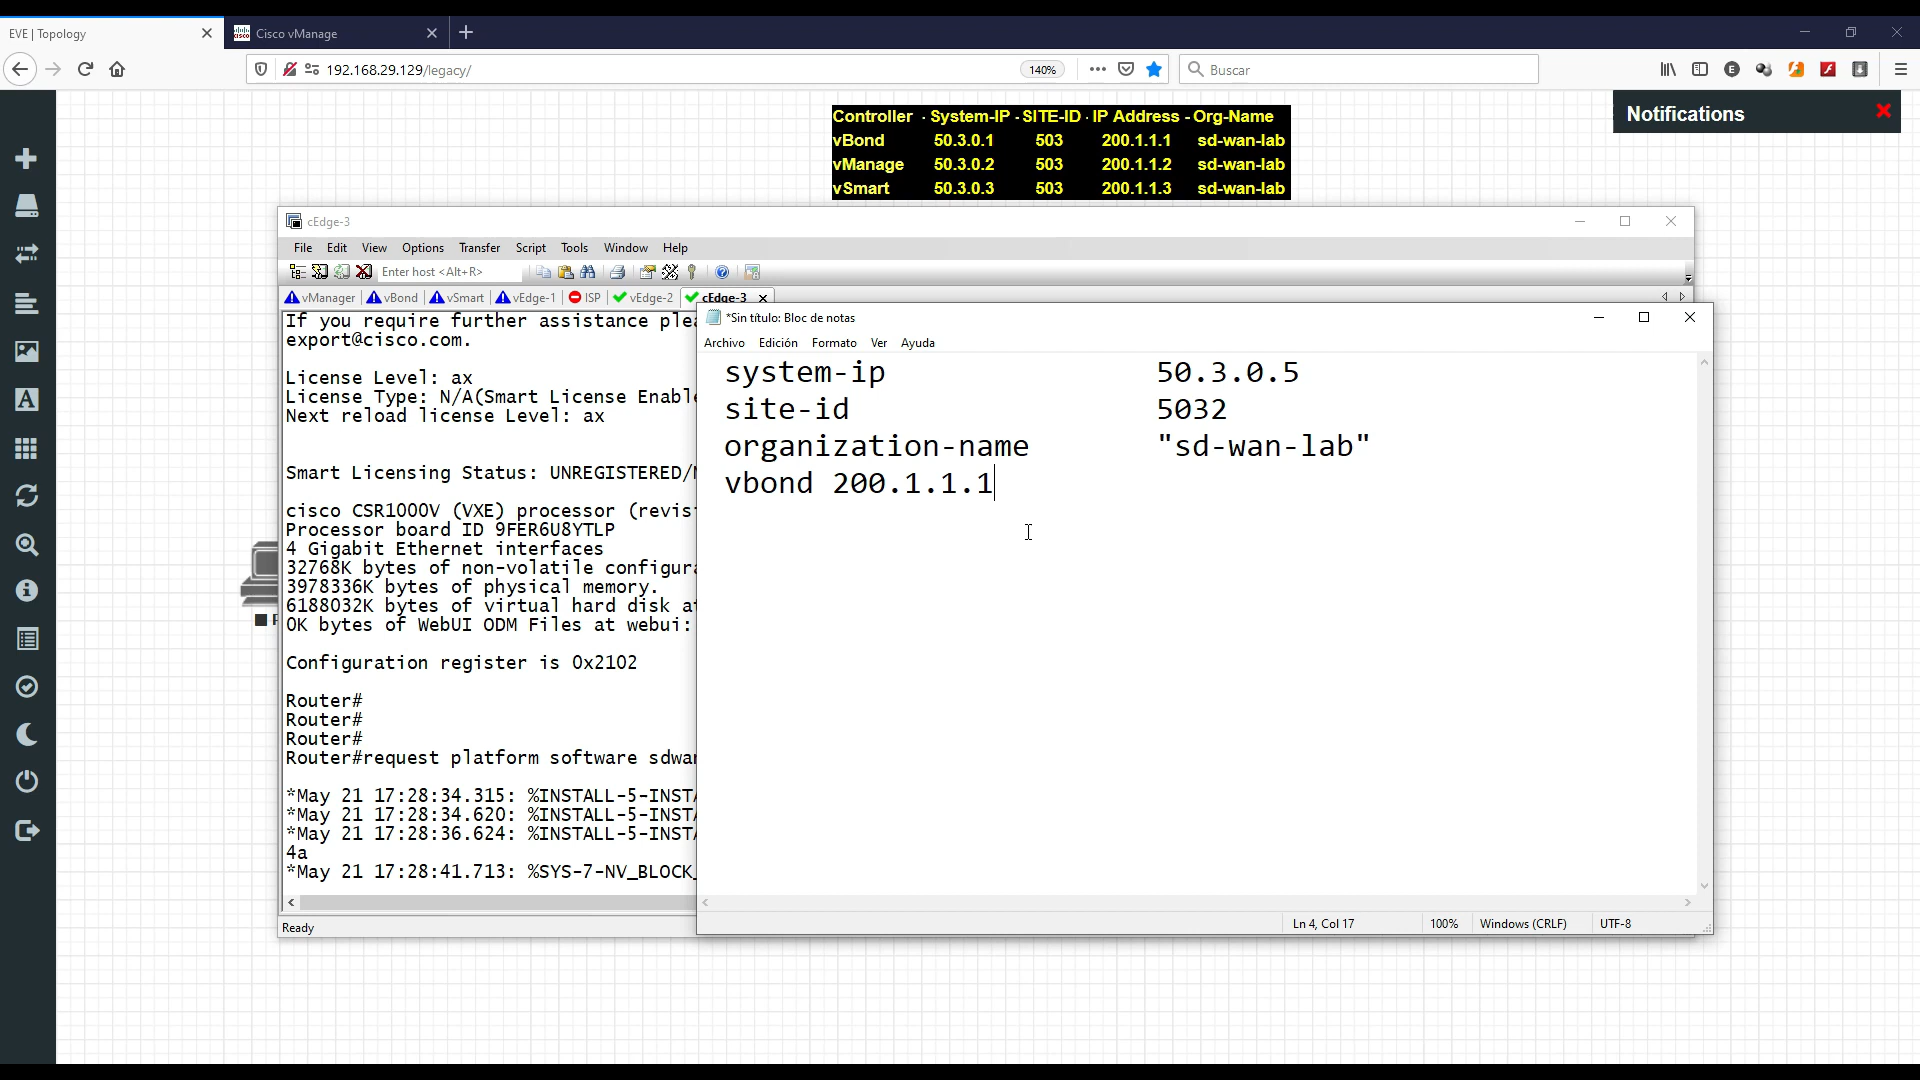 EVE | Topology
Cisco vManage
192.168.29.129/legacy/
140%
Buscar
Controller - System-IP - SITE-ID - IP Address - Org-Name
vBond 50.3.0.1 503 200.1.1.1 sd-wan-lab
vManage 50.3.0.2 503 200.1.1.2 sd-wan-lab
vSmart 50.3.0.3 503 200.1.1.3 sd-wan-lab
Notifications
cEdge-3
File Edit View Options Transfer Script Tools Window Help
Enter host <Alt+R>
vManager vBond vSmart vEdge-1 ISP vEdge-2 cEdge-3
If you require further assistance plea
export@cisco.com.
License Level: ax
License Type: N/A(Smart License Enable
Next reload license Level: ax
Smart Licensing Status: UNREGISTERED/
cisco CSR1000V (VXE) processor (revis
Processor board ID 9FER6U8YTLP
4 Gigabit Ethernet interfaces
32768K bytes of non-volatile configura
3978336K bytes of physical memory.
6188032K bytes of virtual hard disk at
0K bytes of WebUI ODM Files at webui:
Configuration register is 0x2102
Router#
Router#
Router#
Router#request platform software sdwa
*May 21 17:28:34.315: %INSTALL-5-INSTA
*May 21 17:28:34.620: %INSTALL-5-INSTA
*May 21 17:28:36.624: %INSTALL-5-INSTA
4a
*May 21 17:28:41.713: %SYS-7-NV_BLOCK_
Ready
*Sin título: Bloc de notas
Archivo Edición Formato Ver Ayuda
system-ip 50.3.0.5
site-id 5032
organization-name "sd-wan-lab"
vbond 200.1.1.1
Ln 4, Col 17 100% Windows (CRLF) UTF-8